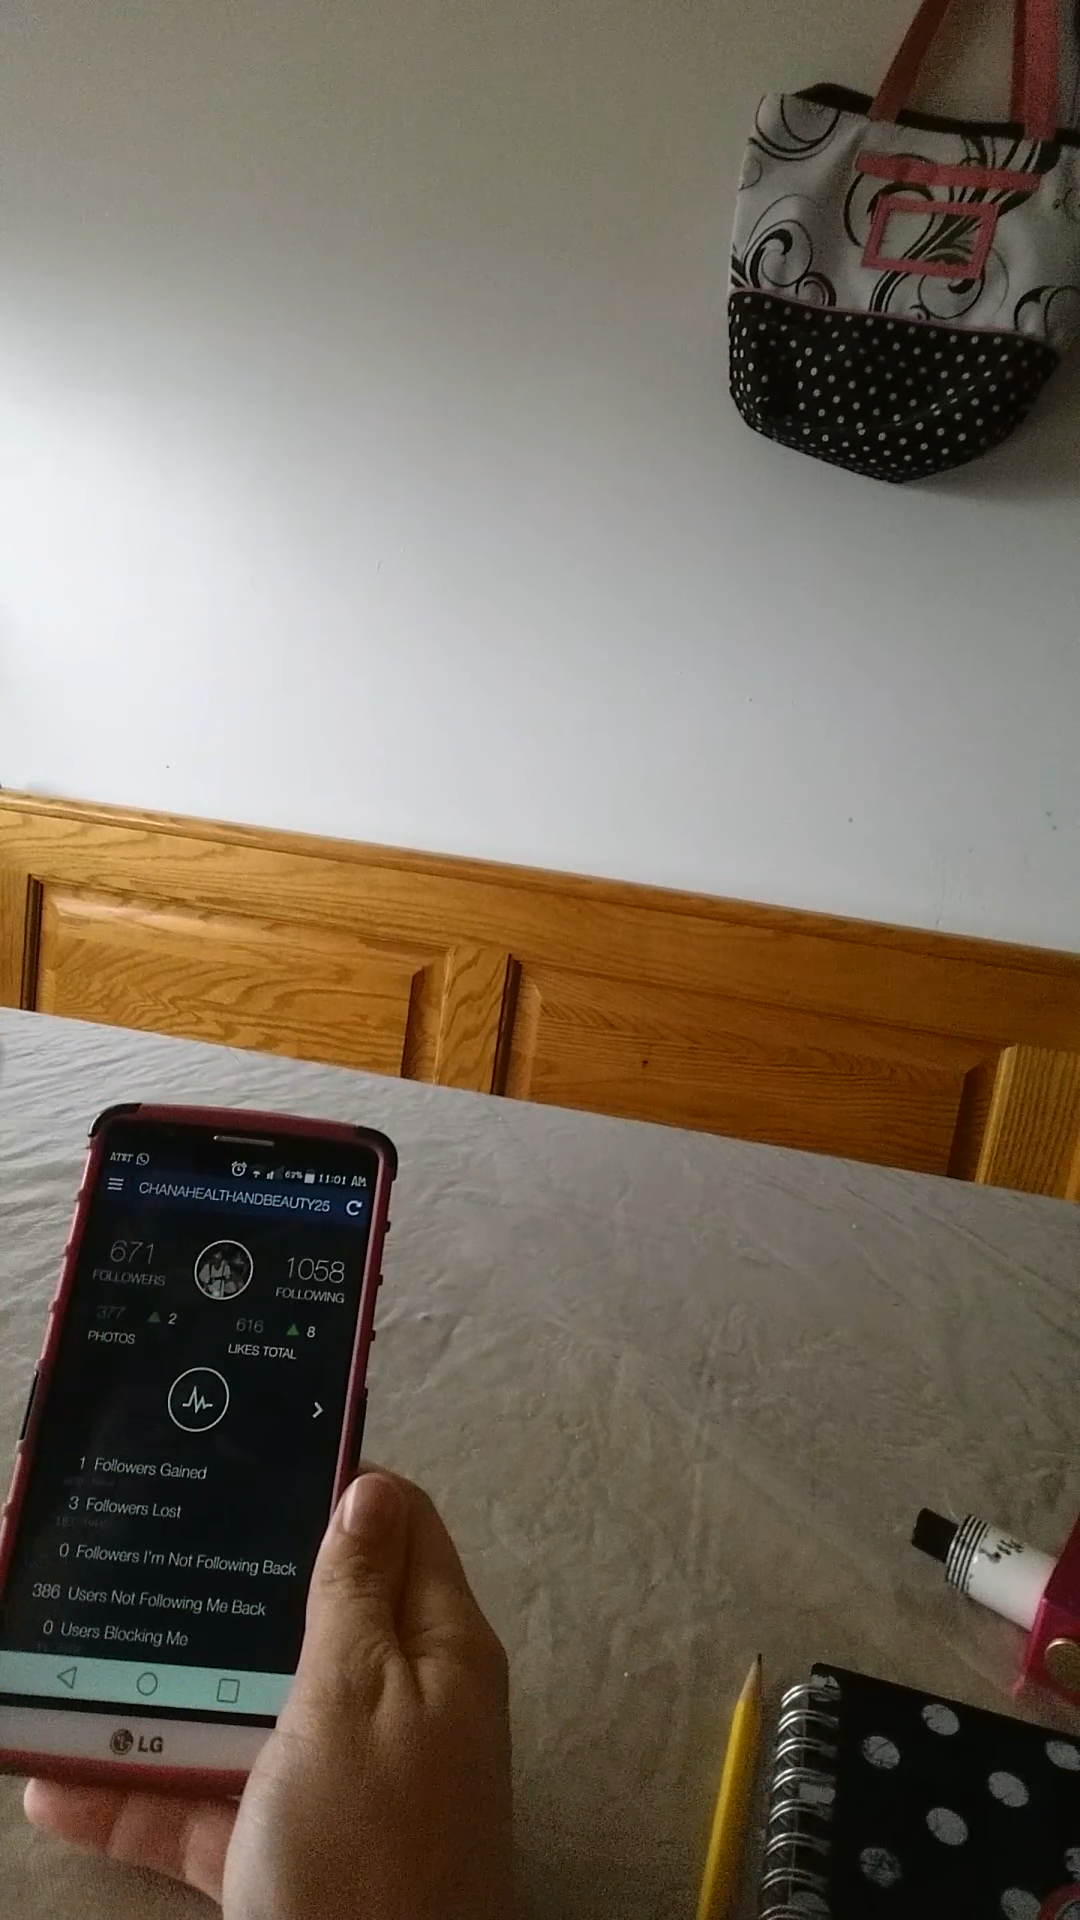 AT&T 62% 11:01 AM
CHANAHEALTHANDBEAUTY25
671 1058
FOLLOWERS FOLLOWING
377 2 616 8
PHOTOS LIKES TOTAL
1 Followers Gained
3 Followers Lost
0 Followers I'm Not Following Back
386 Users Not Following Me Back
0 Users Blocking Me
LG